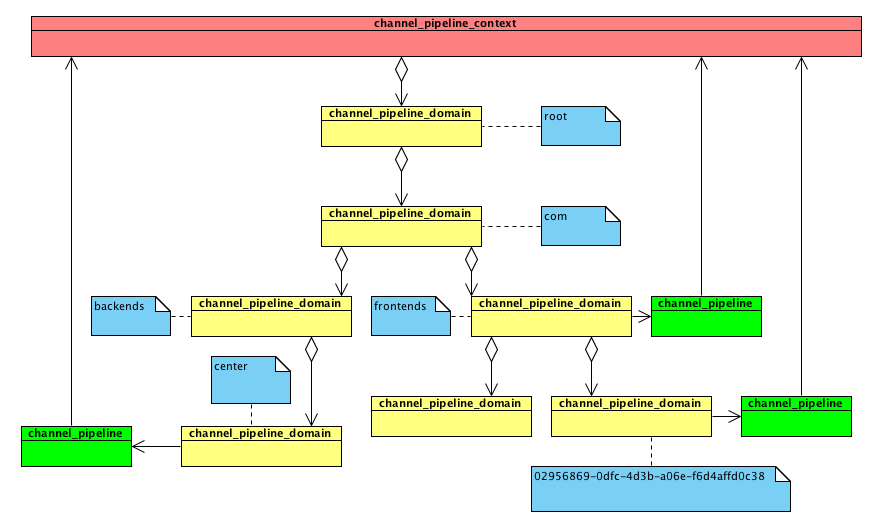 channel_pipeline_context
channel_pipeline_domain
root
channel_pipeline_domain
com
backends
channel_pipeline_domain
frontends
channel_pipeline_domain
channel_pipeline
center
channel_pipeline_domain
channel_pipeline_domain
channel_pipeline
channel_pipeline
channel_pipeline_domain
02956869-0dfc-4d3b-a06e-f6d4affd0c38